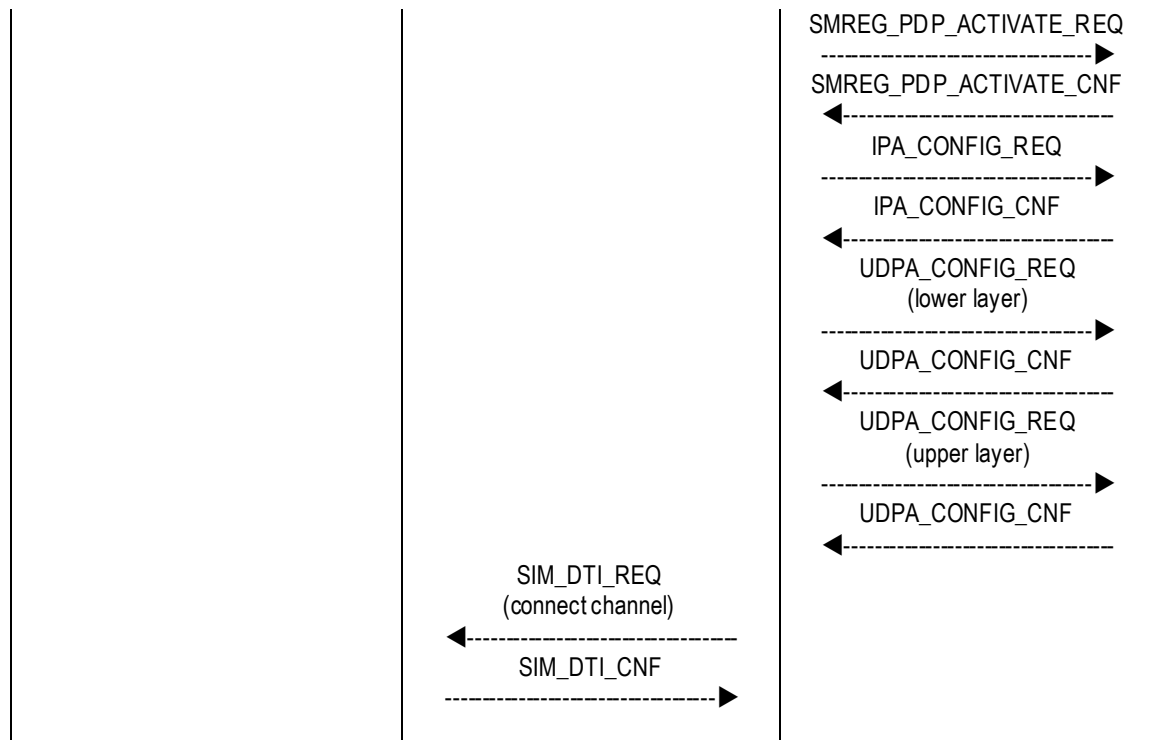 SMREG_PDP_ACTIVATE_REQ
SMREG_PDP_ACTIVATE_CNF
IPA_CONFIG_REQ
IPA_CONFIG_CNF
UDPA_CONFIG_REQ
(lower layer)
UDPA_CONFIG_CNF
UDPA_CONFIG_REQ
(upper layer)
UDPA_CONFIG_CNF
SIM_DTI_REQ
(connect channel)
SIM_DTI_CNF